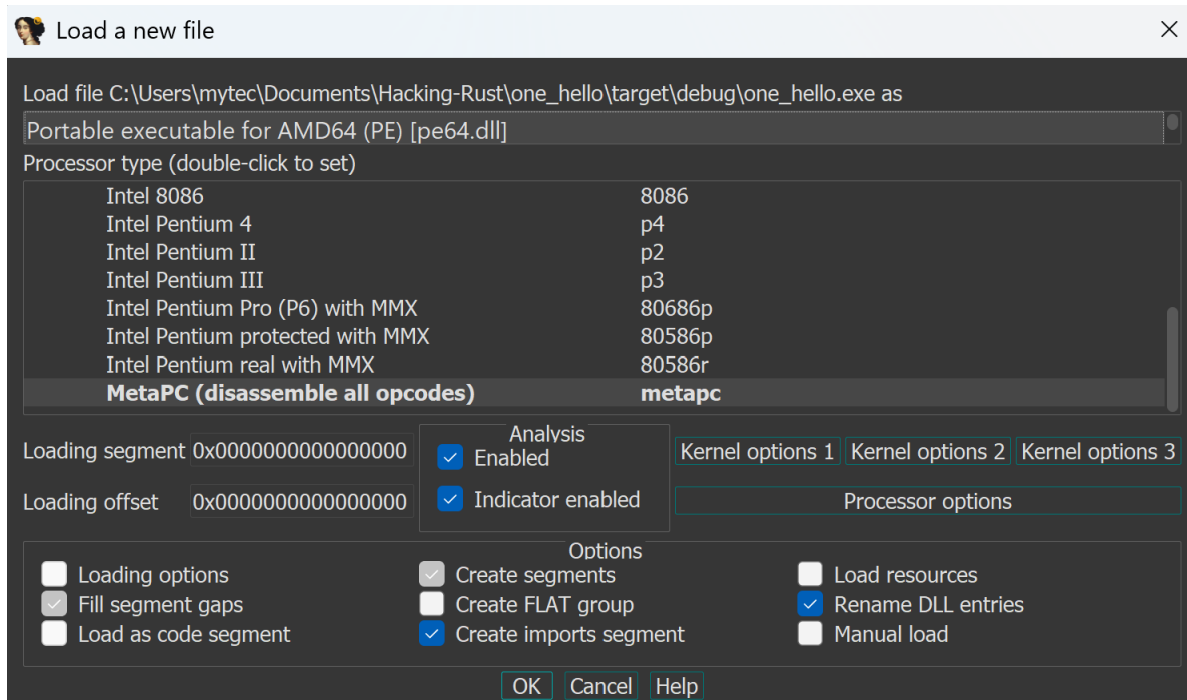 Load a new file
Load file C:\Users\mytec\Documents\Hacking-Rust\one_hello\target\debug\one_hello.exe as
Portable executable for AMD64 (PE) [pe64.dll]
Processor type (double-click to set)
Intel 8086 8086
Intel Pentium 4 p4
Intel Pentium II p2
Intel Pentium III p3
Intel Pentium Pro (P6) with MMX 80686p
Intel Pentium protected with MMX 80586p
Intel Pentium real with MMX 80586r
MetaPC (disassemble all opcodes) metapc
Analysis
Loading segment 0x0000000000000000 Enabled Kernel options 1 Kernel options 2 Kernel options 3
Loading offset 0x0000000000000000 Indicator enabled Processor options
Options
Loading options Create segments Load resources
Fill segment gaps Create FLAT group Rename DLL entries
Load as code segment Create imports segment Manual load
OK Cancel Help